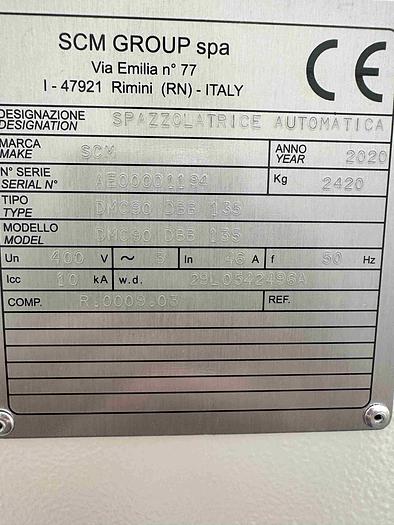 SCM GROUP spa
Via Emilia n° 77
I - 47921 Rimini (RN) - ITALY
CE
DESIGNAZIONE
DESIGNATION SPAZZOLATRICE AUTOMATICA
MARCA
MAKE SCM
ANNO
YEAR 2020
N° SERIE
SERIAL N°
Kg 2420
TIPO
TYPE DMC90 DBB 135
MODELLO
MODEL DMC90 DBB 135
Un 400 V ~ 3 In 46 A f 50 Hz
Icc 10 kA w.d. 29L0342496A
COMP. R.0009.03 REF.